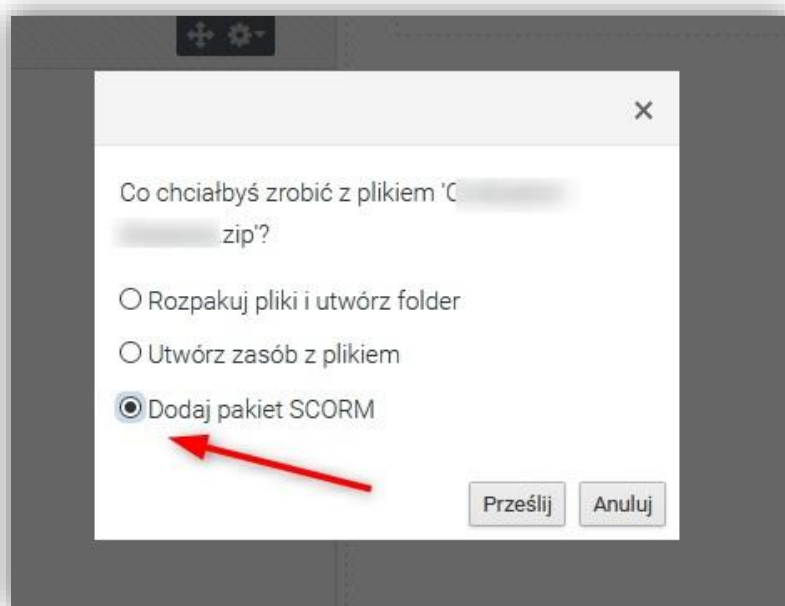 ×
Co chciałbyś zrobić z plikiem 'C
zip'?
Rozpakuj pliki i utwórz folder
Utwórz zasób z plikiem
Dodaj pakiet SCORM
Prześlij Anuluj